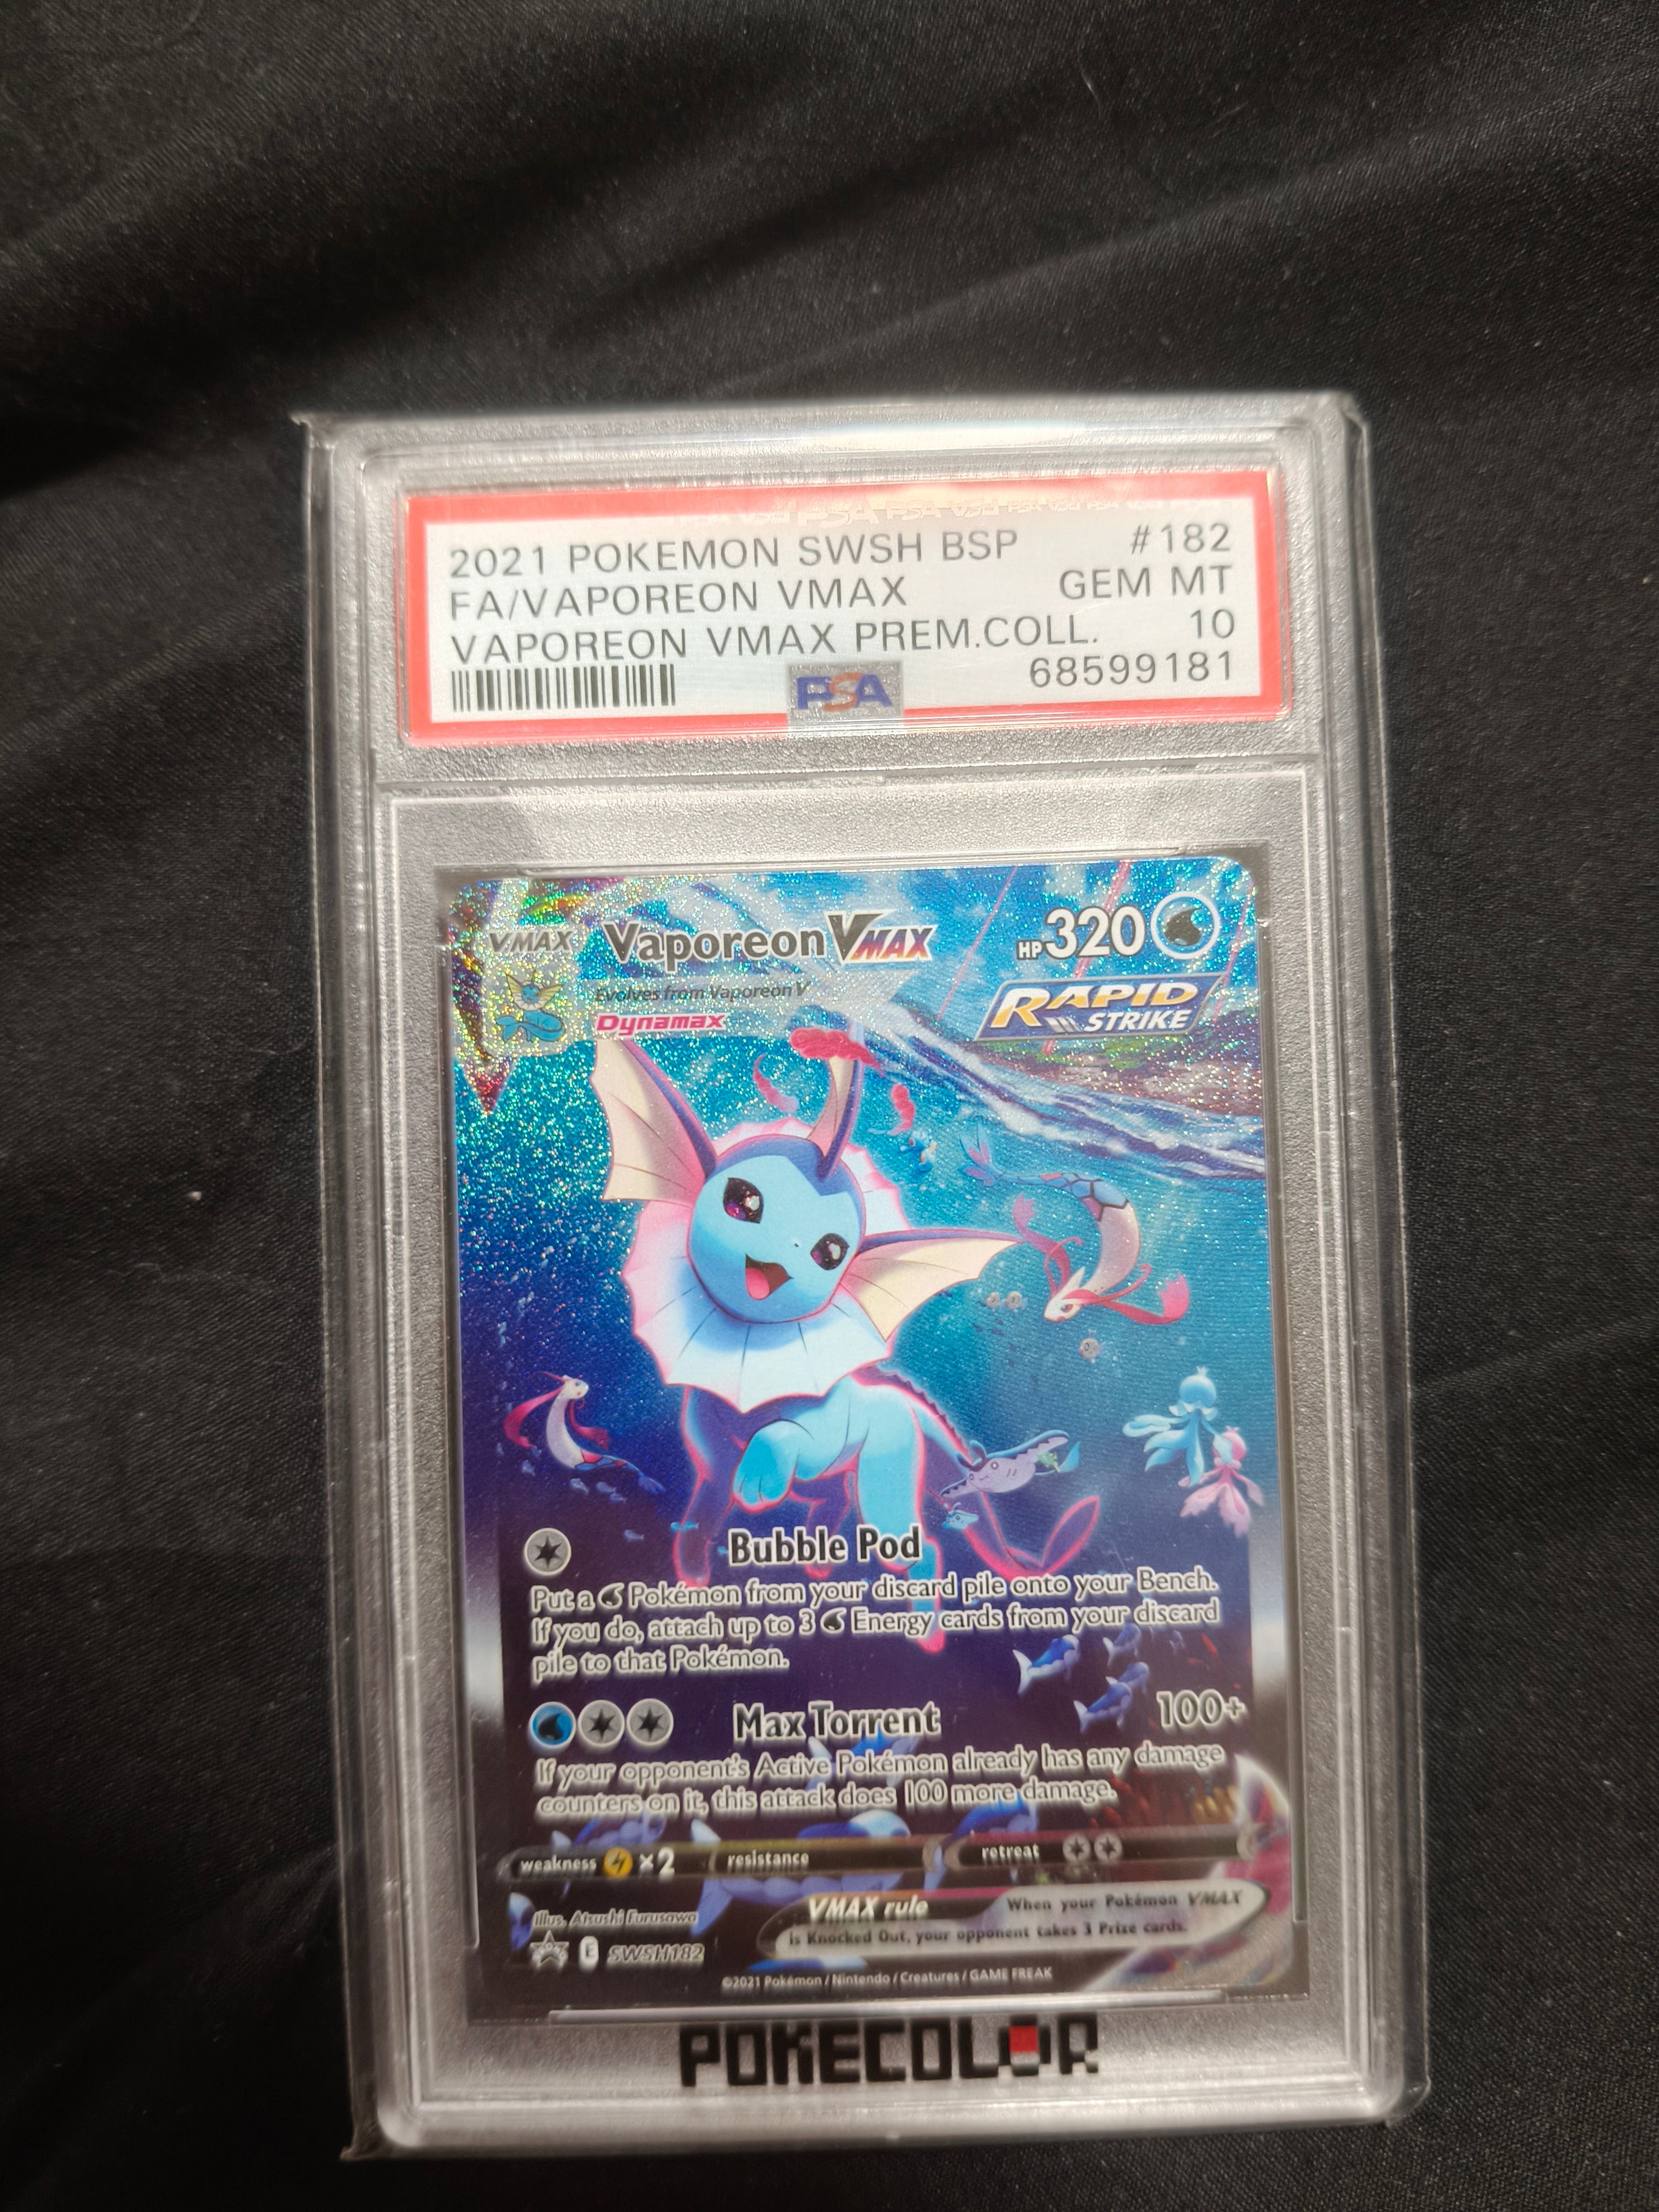 2021 POKEMON SWSH BSP #182
FA/VAPOREON VMAX GEM MT
VAPOREON VMAX PREM.COLL. 10
PSA 68599181
VMAX Vaporeon VMAX HP 320
Evolves from Vaporeon V
Dynamax
RAPID
STRIKE
Bubble Pod
Put a Pokémon from your discard pile onto your Bench.
If you do, attach up to 3 Energy cards from your discard
pile to that Pokémon.
Max Torrent 100+
If your opponent's Active Pokémon already has any damage
counters on it, this attack does 100 more damage.
weakness ×2 resistance retreat
VMAX rule When your Pokémon VMAX
is Knocked Out, your opponent takes 3 Prize cards.
Illus. Atsushi Furusawa
E SWSH182
©2021 Pokémon / Nintendo / Creatures / GAME FREAK
POKECOLOR